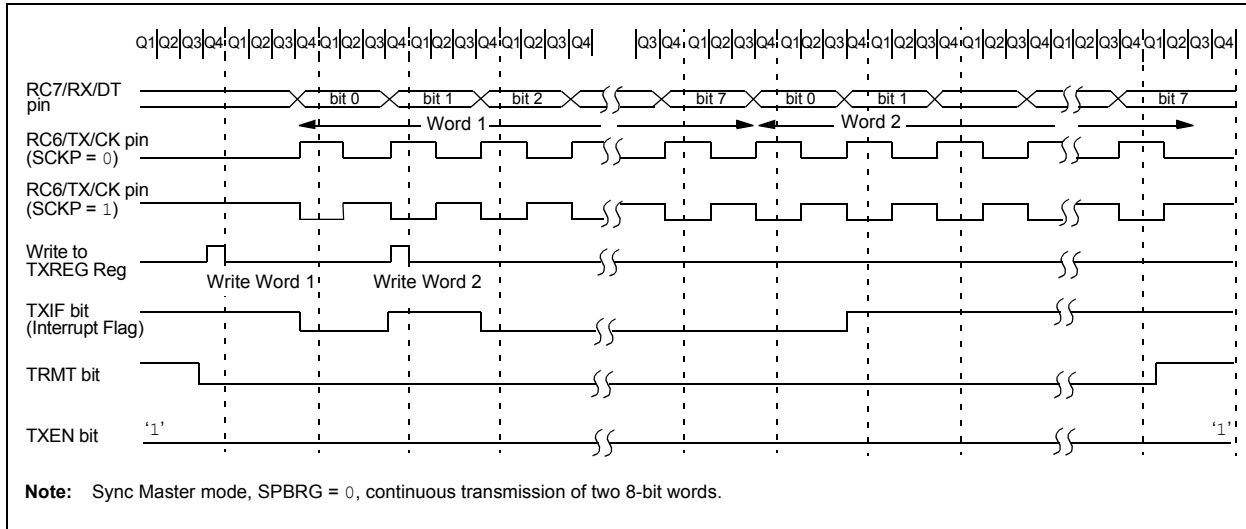 Q1 Q2 Q3 Q4 Q1 Q2 Q3 Q4 Q1 Q2 Q3 Q4 Q1 Q2 Q3 Q4 Q1 Q2 Q3 Q4 Q3 Q4 Q1 Q2 Q3 Q4 Q1 Q2 Q3 Q4 Q1 Q2 Q3 Q4 Q1 Q2 Q3 Q4 Q1 Q2 Q3 Q4 Q1 Q2 Q3 Q4
RC7/RX/DT
pin
bit 0 bit 1 bit 2 bit 7 bit 0 bit 1 bit 7
Word 1 Word 2
RC6/TX/CK pin
(SCKP = 0)
RC6/TX/CK pin
(SCKP = 1)
Write to
TXREG Reg
Write Word 1 Write Word 2
TXIF bit
(Interrupt Flag)
TRMT bit
TXEN bit
‘1’ ‘1’
Note: Sync Master mode, SPBRG = 0, continuous transmission of two 8-bit words.